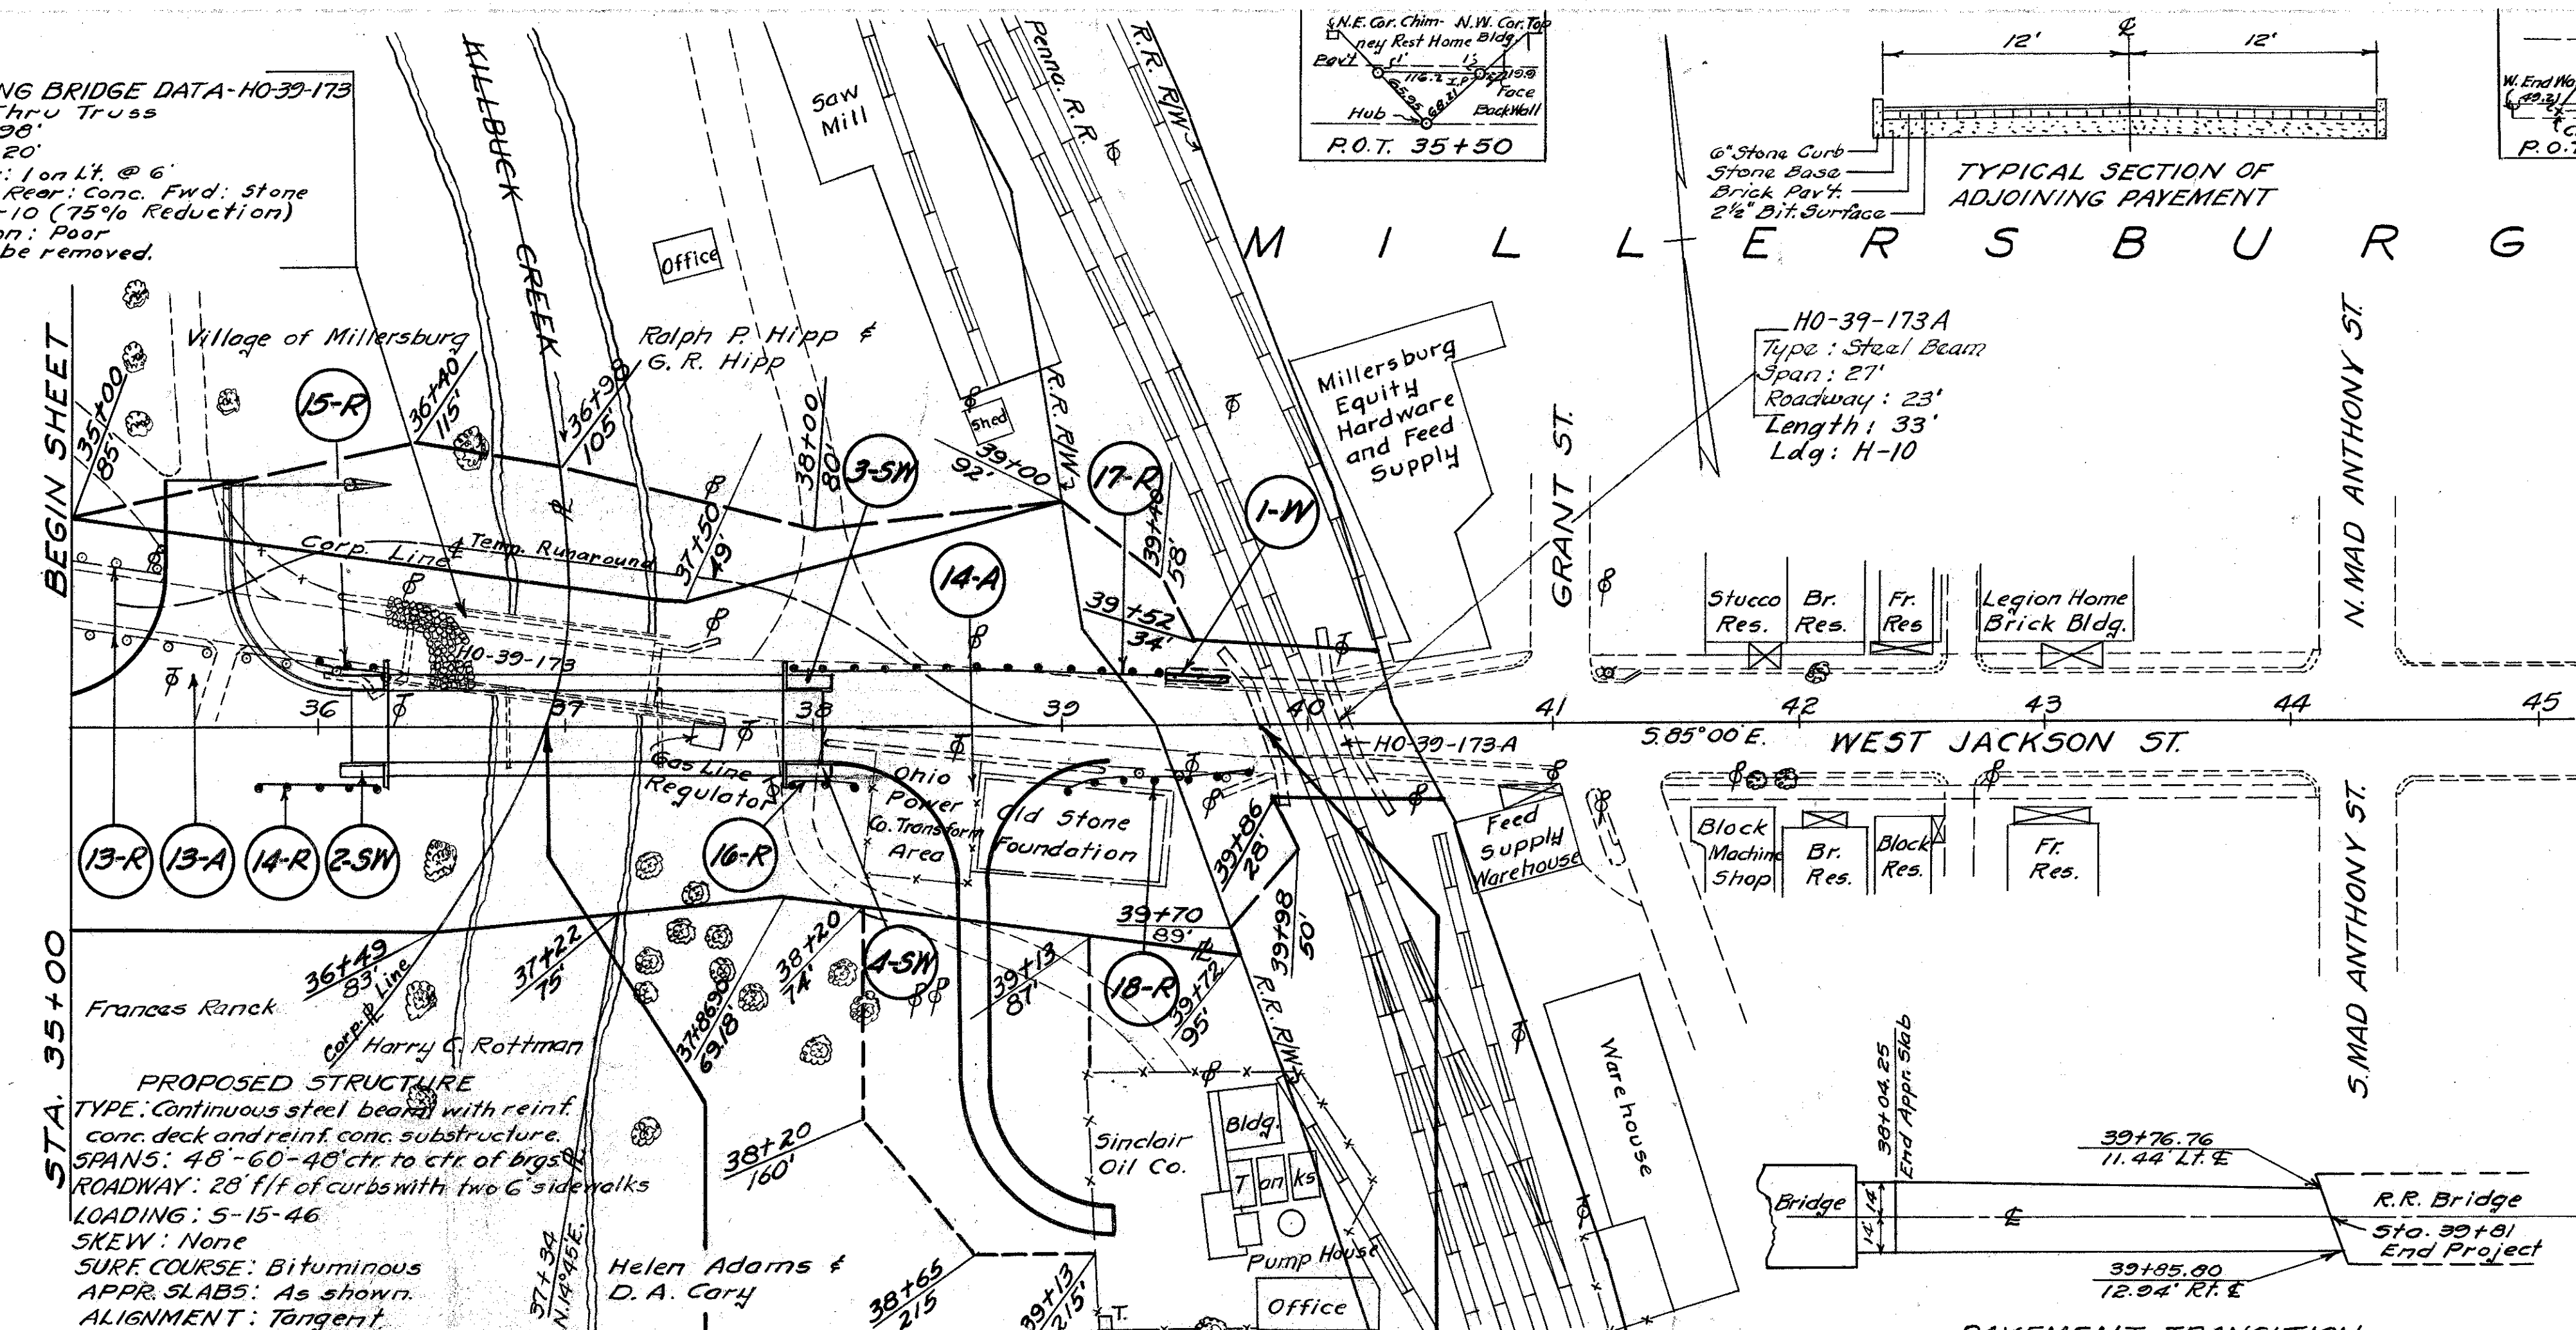 NG BRIDGE DATA-HO-39-173
Thru Truss
98'
20'
: 1 on Lt. @ 6'
Rear: Conc. Fwd: Stone
-10 (75% Reduction)
on: Poor
be removed.
KILLBUCK CREEK
Saw
Mill
Office
Penna. R.R.
R.R. R/W
N.E. Cor. Chim-
ney Rest Home
N.W. Cor. Top
Bldg.
Pav't
116.2
65.95
68.21
Face
BackWall
Hub
P.O.T. 35+50
℄
12'
12'
6" Stone Curb
Stone Base
Brick Pav't.
2½" Bit. Surface
TYPICAL SECTION OF
ADJOINING PAVEMENT
W. End Wa
49.21
P.O.T
MILLERSBURG
HO-39-173A
Type : Steel Beam
Span: 27'
Roadway : 23'
Length : 33'
Ldg: H-10
BEGIN SHEET
STA. 35+00
Village of Millersburg
Ralph P. Hipp &
G. R. Hipp
35+00
85'
15-R
36+40
115'
36+98
105'
38+00
80'
3-SW
Shed
39+00
92'
R.R. R/W
17-R
39+40
58'
1-W
Millersburg
Equity
Hardware
and Feed
Supply
GRANT ST.
N. MAD ANTHONY ST.
Corp. Line
℄ Temp. Runaround
37+50
49'
14-A
39+52
34'
HO-39-173
Stucco
Res.
Br.
Res.
Fr.
Res
Legion Home
Brick Bldg.
36
37
38
39
40
41
42
43
44
45
HO-39-173-A
S.85°00'E.
WEST JACKSON ST.
Gas Line
Regulator
Ohio
Power
Co. Transform
Area
Old Stone
Foundation
13-R
13-A
14-R
2-SW
16-R
39+86
28'
Feed
Supply
Warehouse
Block
Machine
Shop
Br.
Res.
Block
Res.
Fr.
Res.
S. MAD ANTHONY ST.
36+49
83'
37+22
75'
37+86.90
69.18'
38+20
74'
4-SW
39+13
87'
39+70
89'
18-R
39+72
95'
39+98
50'
R.R. R/W
Frances Ranck
Corp. ℄ Line
Harry C. Rottman
PROPOSED STRUCTURE
TYPE: Continuous steel beam with reinf.
conc. deck and reinf. conc. substructure.
SPANS: 48'-60-48' ctr. to ctr. of brgs.
ROADWAY: 28' f/f of curbs with two 6' sidewalks
LOADING : S-15-46
SKEW : None
SURF. COURSE: Bituminous
APPR. SLABS: As shown.
ALIGNMENT: Tangent
37+34
N.14°45'E.
Helen Adams &
D. A. Cary
38+20
160'
38+65
215
39+13
215'
Sinclair
Oil Co.
Bldg.
Tanks
Pump House
Office
T.
Warehouse
Bridge
14' 14'
38+04.25
End Appr. Slab
℄
39+76.76
11.44' Lt. ℄
R.R. Bridge
Sta. 39+81
End Project
39+85.80
12.94' Rt. ℄
PAVEMENT TRANSITION